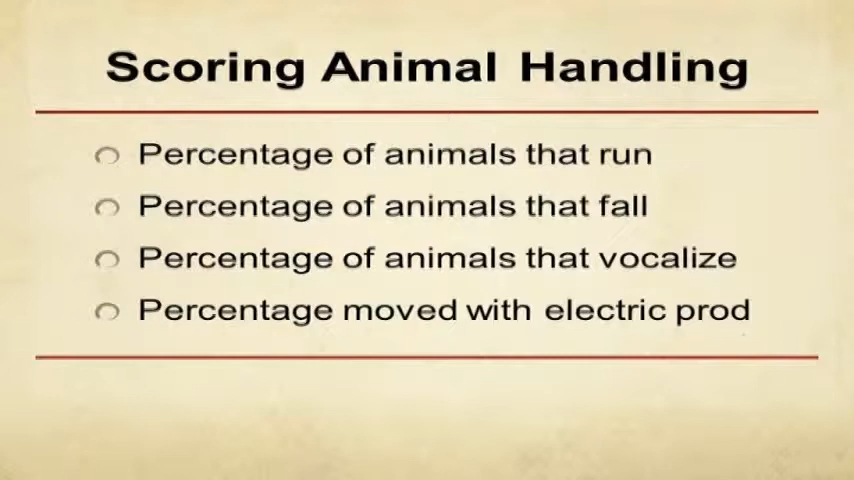 Scoring Animal Handling
Percentage of animals that run
Percentage of animals that fall
Percentage of animals that vocalize
Percentage moved with electric prod